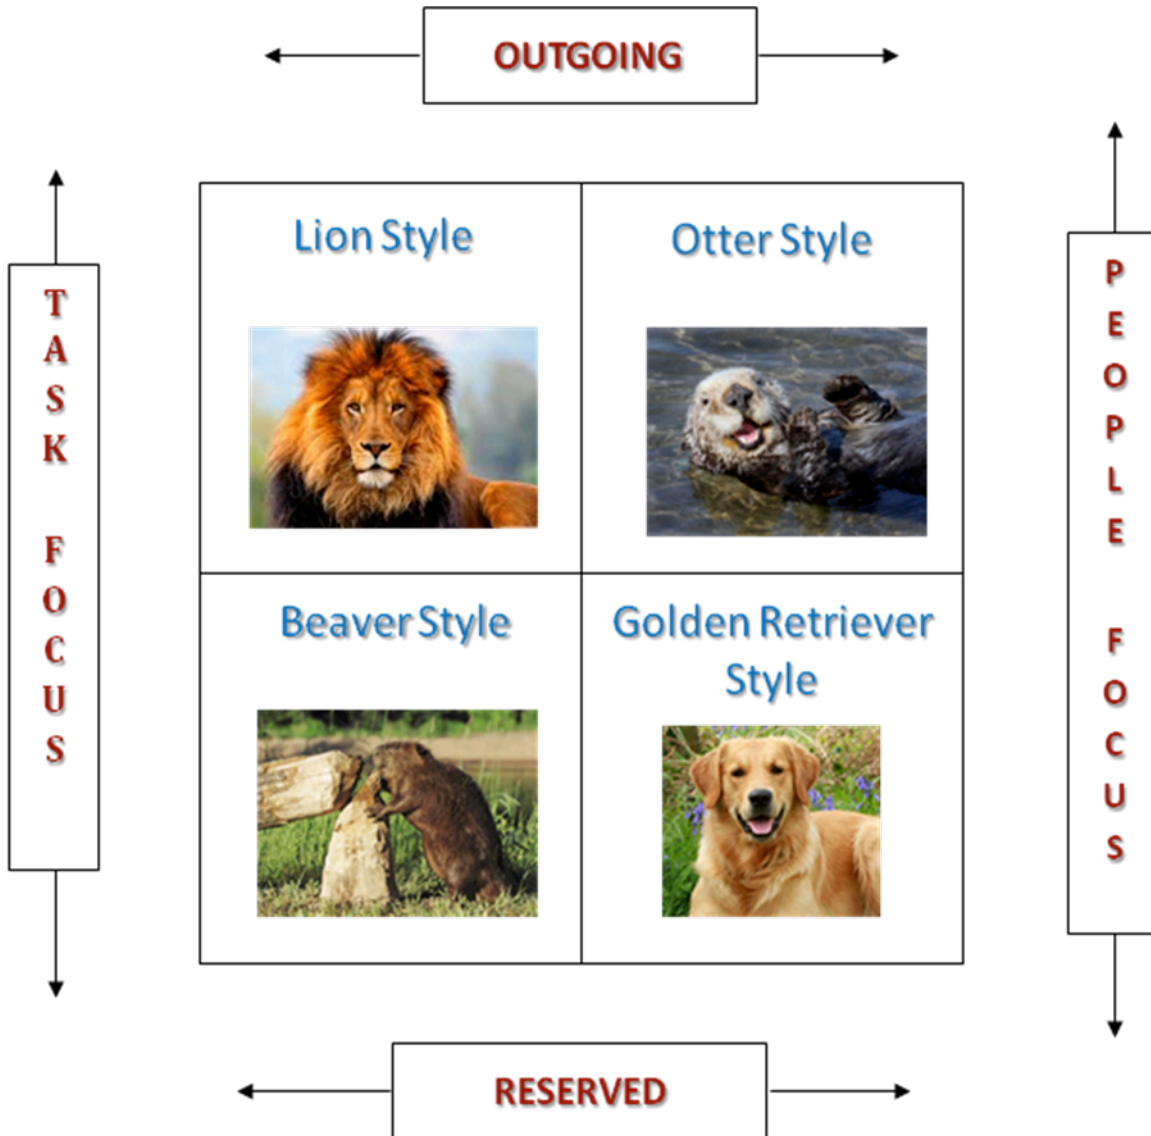 OUTGOING
TASK FOCUS
Lion Style
Otter Style
PEOPLE FOCUS
Beaver Style
Golden Retriever
Style
RESERVED